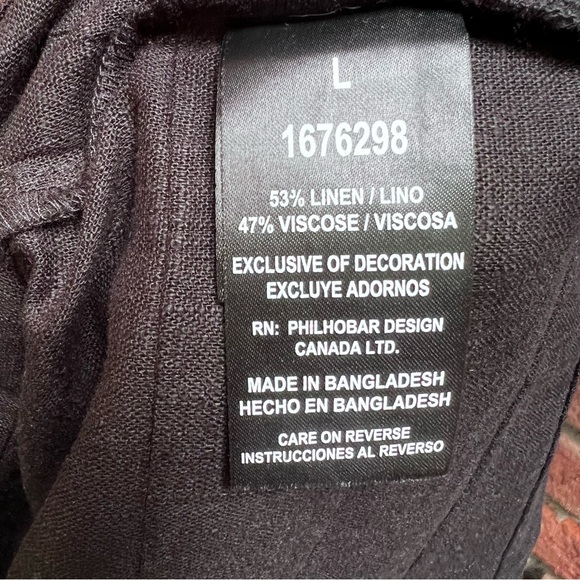 L
1676298
53% LINEN / LINO
47% VISCOSE / VISCOSA
EXCLUSIVE OF DECORATION
EXCLUYE ADORNOS
RN: PHILHOBAR DESIGN
CANADA LTD.
MADE IN BANGLADESH
HECHO EN BANGLADESH
CARE ON REVERSE
INSTRUCCIONES AL REVERSO